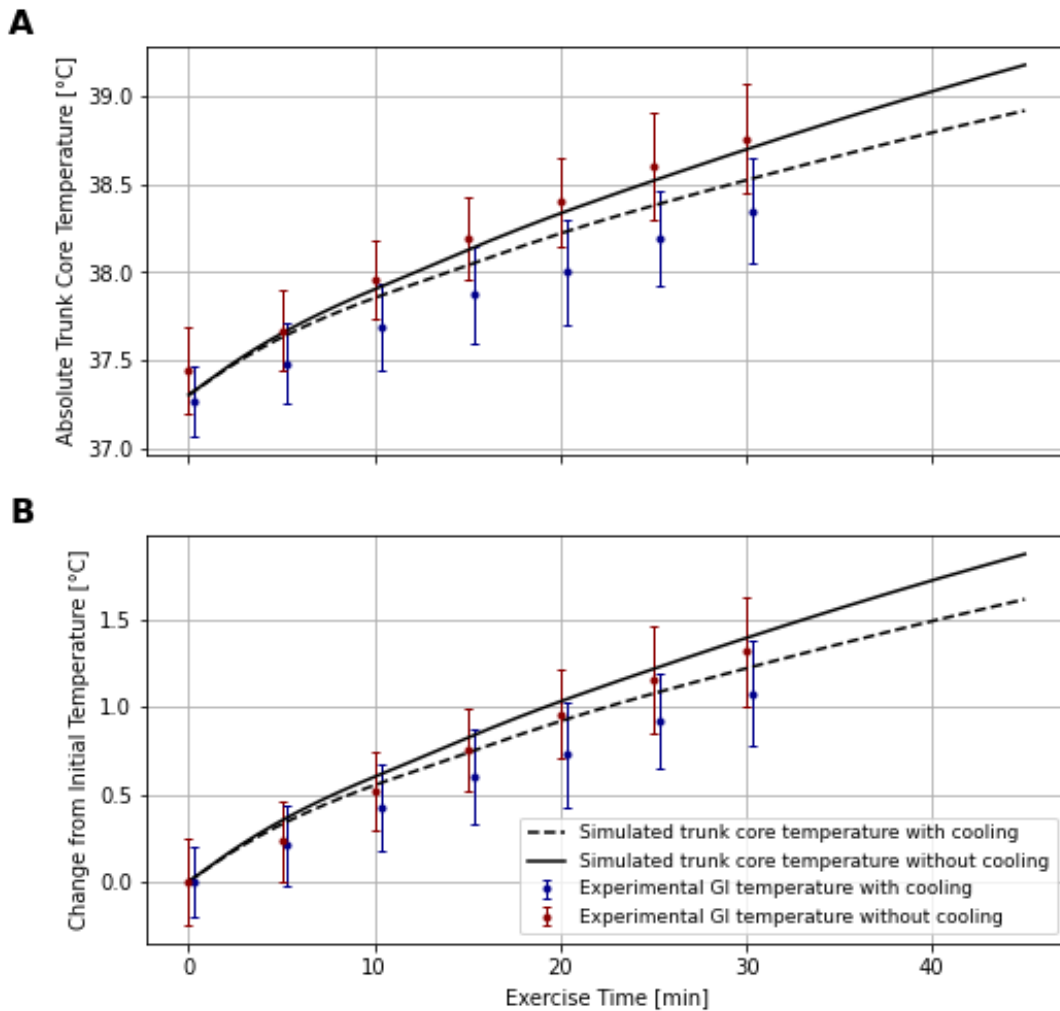 A
Absolute Trunk Core Temperature [°C]
39.0
38.5
38.0
37.5
37.0
B
Change from Initial Temperature [°C]
1.5
1.0
0.5
0.0
Simulated trunk core temperature with cooling
Simulated trunk core temperature without cooling
Experimental GI temperature with cooling
Experimental GI temperature without cooling
0 10 20 30 40
Exercise Time [min]